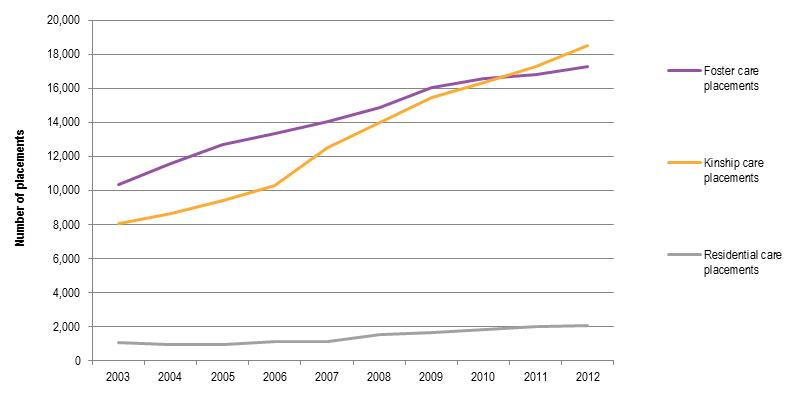 20,000
18,000
16,000
14,000
12,000
10,000
8,000
6,000
4,000
2,000
0
Number of placements
2003 2004 2005 2006 2007 2008 2009 2010 2011 2012
Foster care
placements
Kinship care
placements
Residential care
placements